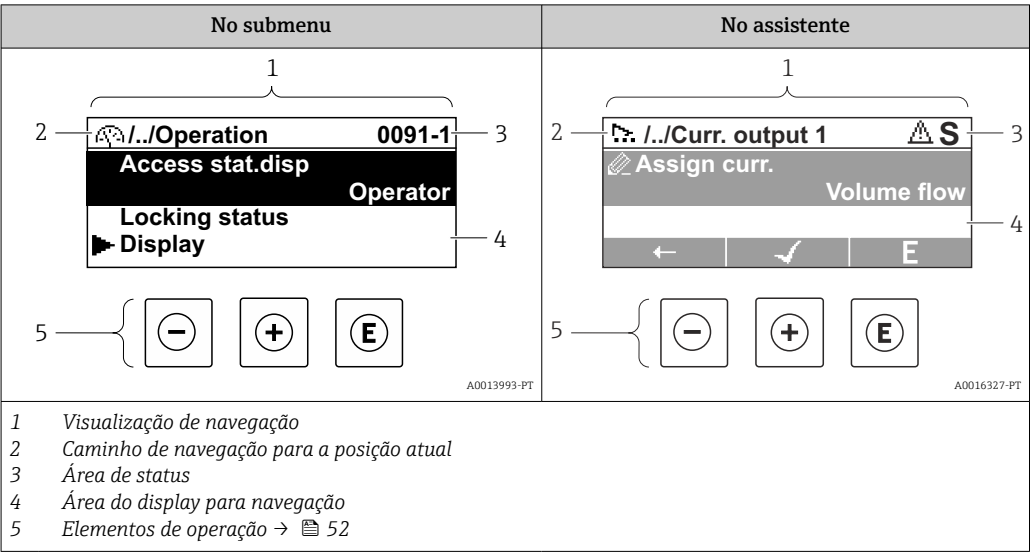 No submenu
No assistente
1
2
/../Operation 0091-1
3
Access stat.disp
Operator
Locking status
Display
4
5
- + E
A0013993-PT
1
2
/../Curr. output 1 S
3
Assign curr.
Volume flow
4
← ✓ E
5
- + E
A0016327-PT
1 Visualização de navegação
2 Caminho de navegação para a posição atual
3 Área de status
4 Área do display para navegação
5 Elementos de operação → 52